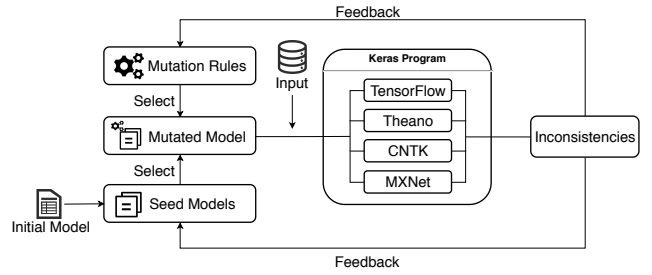 Feedback
Mutation Rules
Select
Mutated Model
Select
Seed Models
Initial Model
Input
Keras Program
TensorFlow
Theano
CNTK
MXNet
Inconsistencies
Feedback